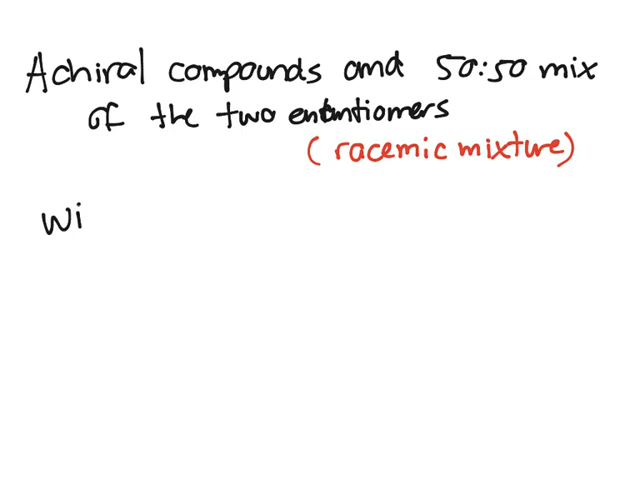 Achiral compounds and 50:50 mix
of the two enantiomers
(racemic mixture)
Wi